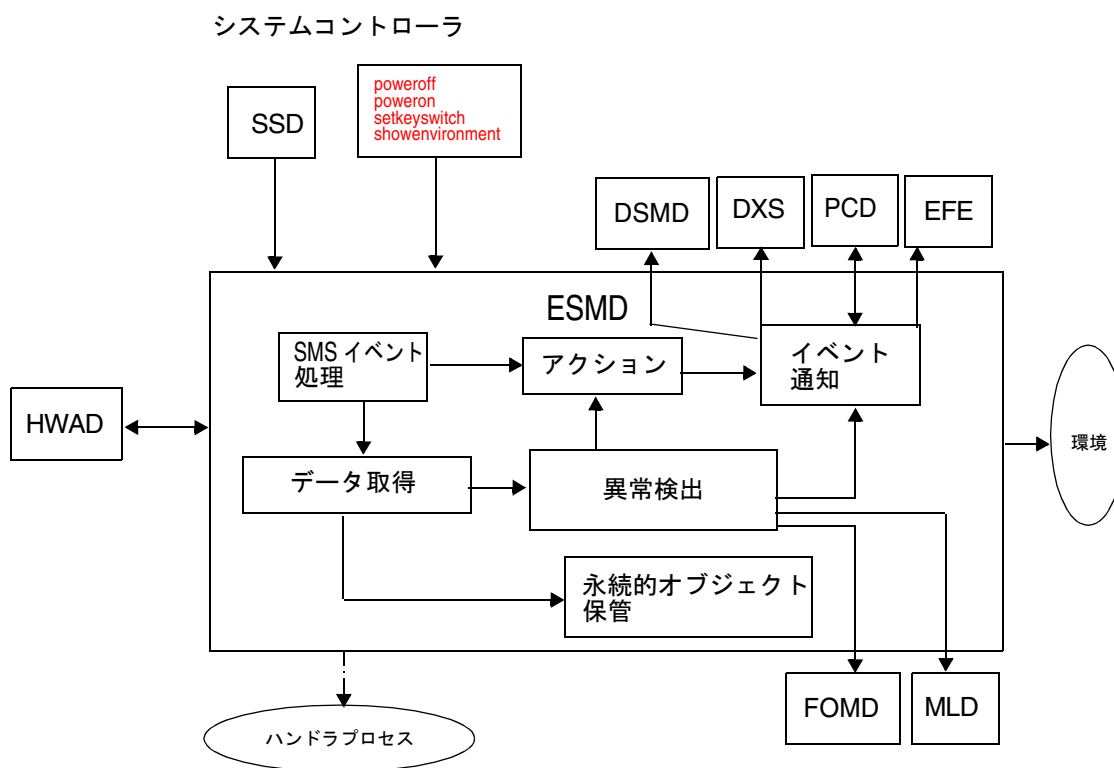 システムコントローラ
SSD
poweroff
poweron
setkeyswitch
showenvironment
DSMD
DXS
PCD
EFE
ESMD
SMS イベント
処理
アクション
イベント
通知
HWAD
環境
データ取得
異常検出
永続的オブジェクト
保管
FOMD
MLD
ハンドラプロセス